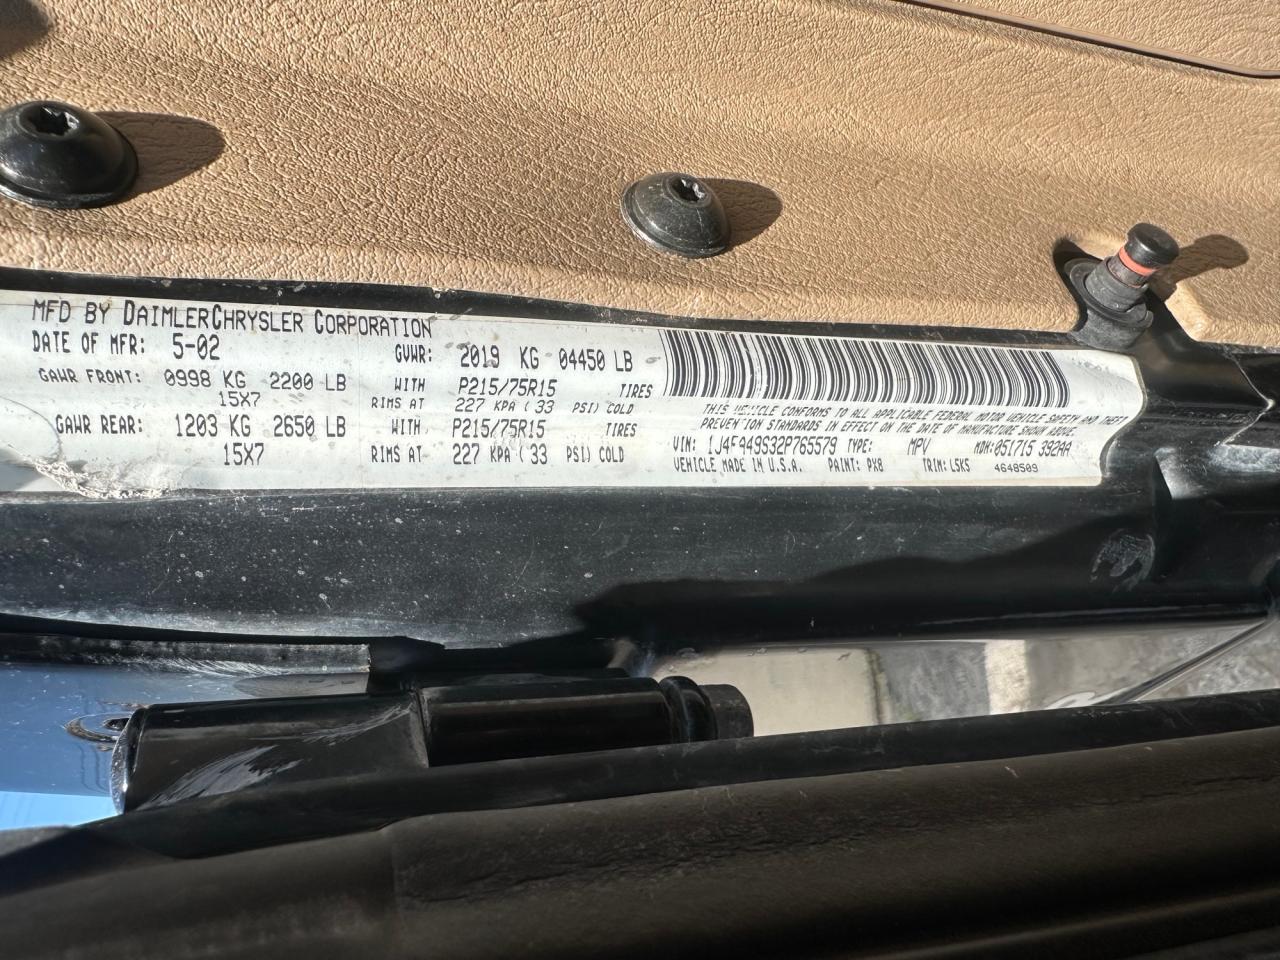 MFD BY DAIMLERCHRYSLER CORPORATION
DATE OF MFR: 5-02 GVWR: 2019 KG 04450 LB
GAWR FRONT: 0998 KG 2200 LB WITH P215/75R15 TIRES
15X7 RIMS AT 227 KPA ( 33 PSI) COLD
GAWR REAR: 1203 KG 2650 LB WITH P215/75R15 TIRES
15X7 RIMS AT 227 KPA ( 33 PSI) COLD
THIS VEHICLE CONFORMS TO ALL APPLICABLE FEDERAL MOTOR VEHICLE SAFETY AND THEFT
PREVENTION STANDARDS IN EFFECT ON THE DATE OF MANUFACTURE SHOWN ABOVE.
VIN: 1J4FA49S32P765579 TYPE: MPV MDH:051715 392AA
VEHICLE MADE IN U.S.A. PAINT: PX8 TRIM: L5K5 4648509